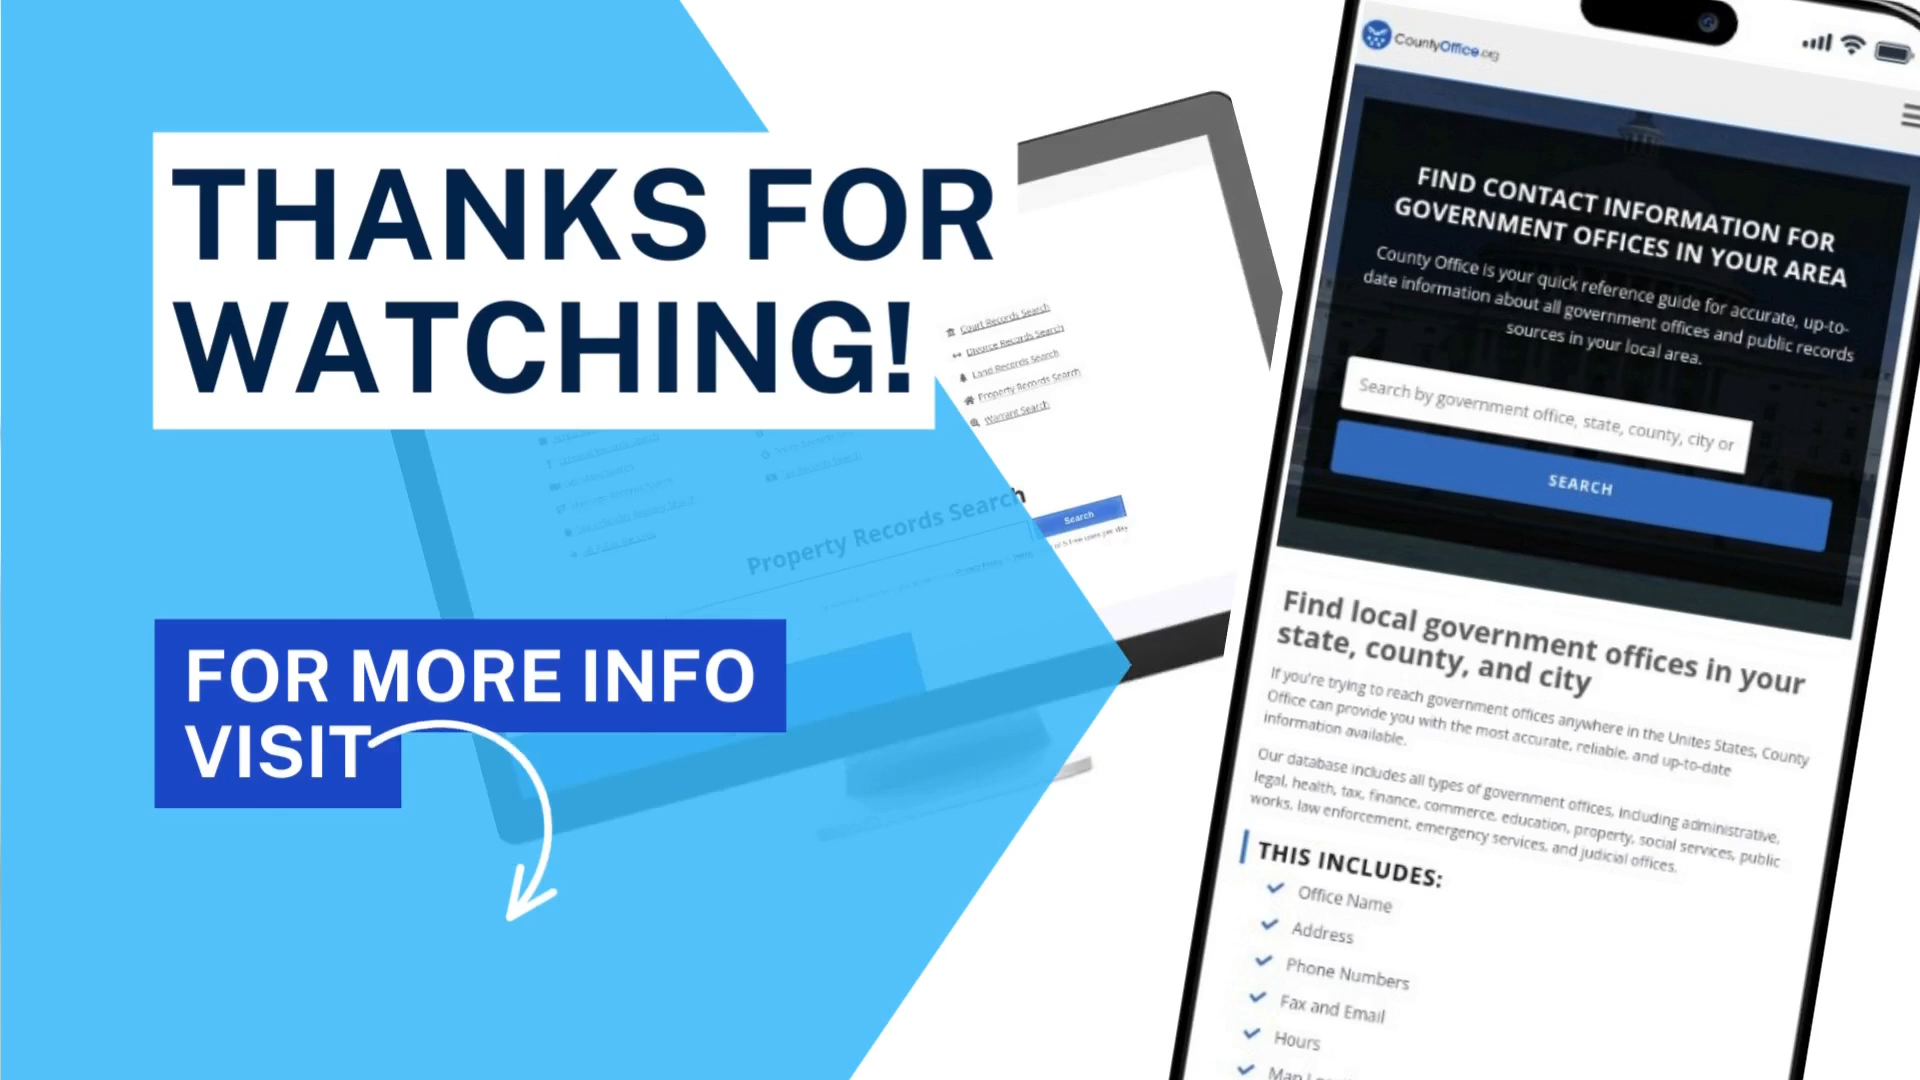 THANKS FOR
WATCHING!
FOR MORE INFO
VISIT
Court Records Search
Divorce Records Search
Land Records Search
Property Records Search
Warrant Search
Property Records Search
Search
of 5 free uses per day
CountyOffice.org
FIND CONTACT INFORMATION FOR
GOVERNMENT OFFICES IN YOUR AREA
County Office is your quick reference guide for accurate, up-to-
date information about all government offices and public records
sources in your local area.
Search by government office, state, county, city or
SEARCH
Find local government offices in your
state, county, and city
If you're trying to reach government offices anywhere in the Unites States, County
Office can provide you with the most accurate, reliable, and up-to-date
information available.
Our database includes all types of government offices, including administrative,
legal, health, tax, finance, commerce, education, property, social services, public
works, law enforcement, emergency services, and judicial offices.
THIS INCLUDES:
Office Name
Address
Phone Numbers
Fax and Email
Hours
Map